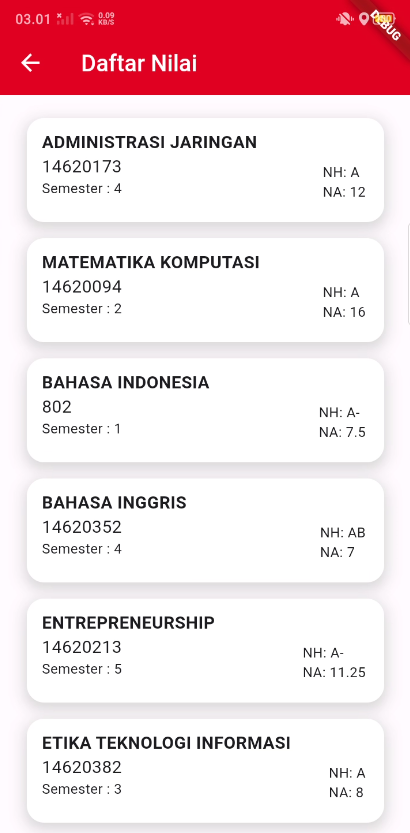 03.01
0.09
KB/S
DEBUG
Daftar Nilai
ADMINISTRASI JARINGAN
14620173
Semester : 4
NH: A
NA: 12
MATEMATIKA KOMPUTASI
14620094
Semester : 2
NH: A
NA: 16
BAHASA INDONESIA
802
Semester : 1
NH: A-
NA: 7.5
BAHASA INGGRIS
14620352
Semester : 4
NH: AB
NA: 7
ENTREPRENEURSHIP
14620213
Semester : 5
NH: A-
NA: 11.25
ETIKA TEKNOLOGI INFORMASI
14620382
Semester : 3
NH: A
NA: 8